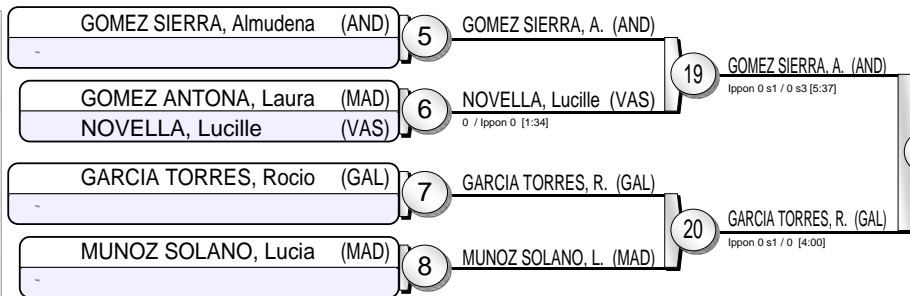 GOMEZ SIERRA, Almudena (AND)
~
5
GOMEZ SIERRA, A. (AND)
GOMEZ ANTONA, Laura (MAD)
NOVELLA, Lucille (VAS)
6
NOVELLA, Lucille (VAS)
0 / Ippon 0 [1:34]
19
GOMEZ SIERRA, A. (AND)
Ippon 0 s1 / 0 s3 [5:37]
GARCIA TORRES, Rocio (GAL)
~
7
GARCIA TORRES, R. (GAL)
MUNOZ SOLANO, Lucia (MAD)
~
8
MUNOZ SOLANO, L. (MAD)
20
GARCIA TORRES, R. (GAL)
Ippon 0 s1 / 0 [4:00]